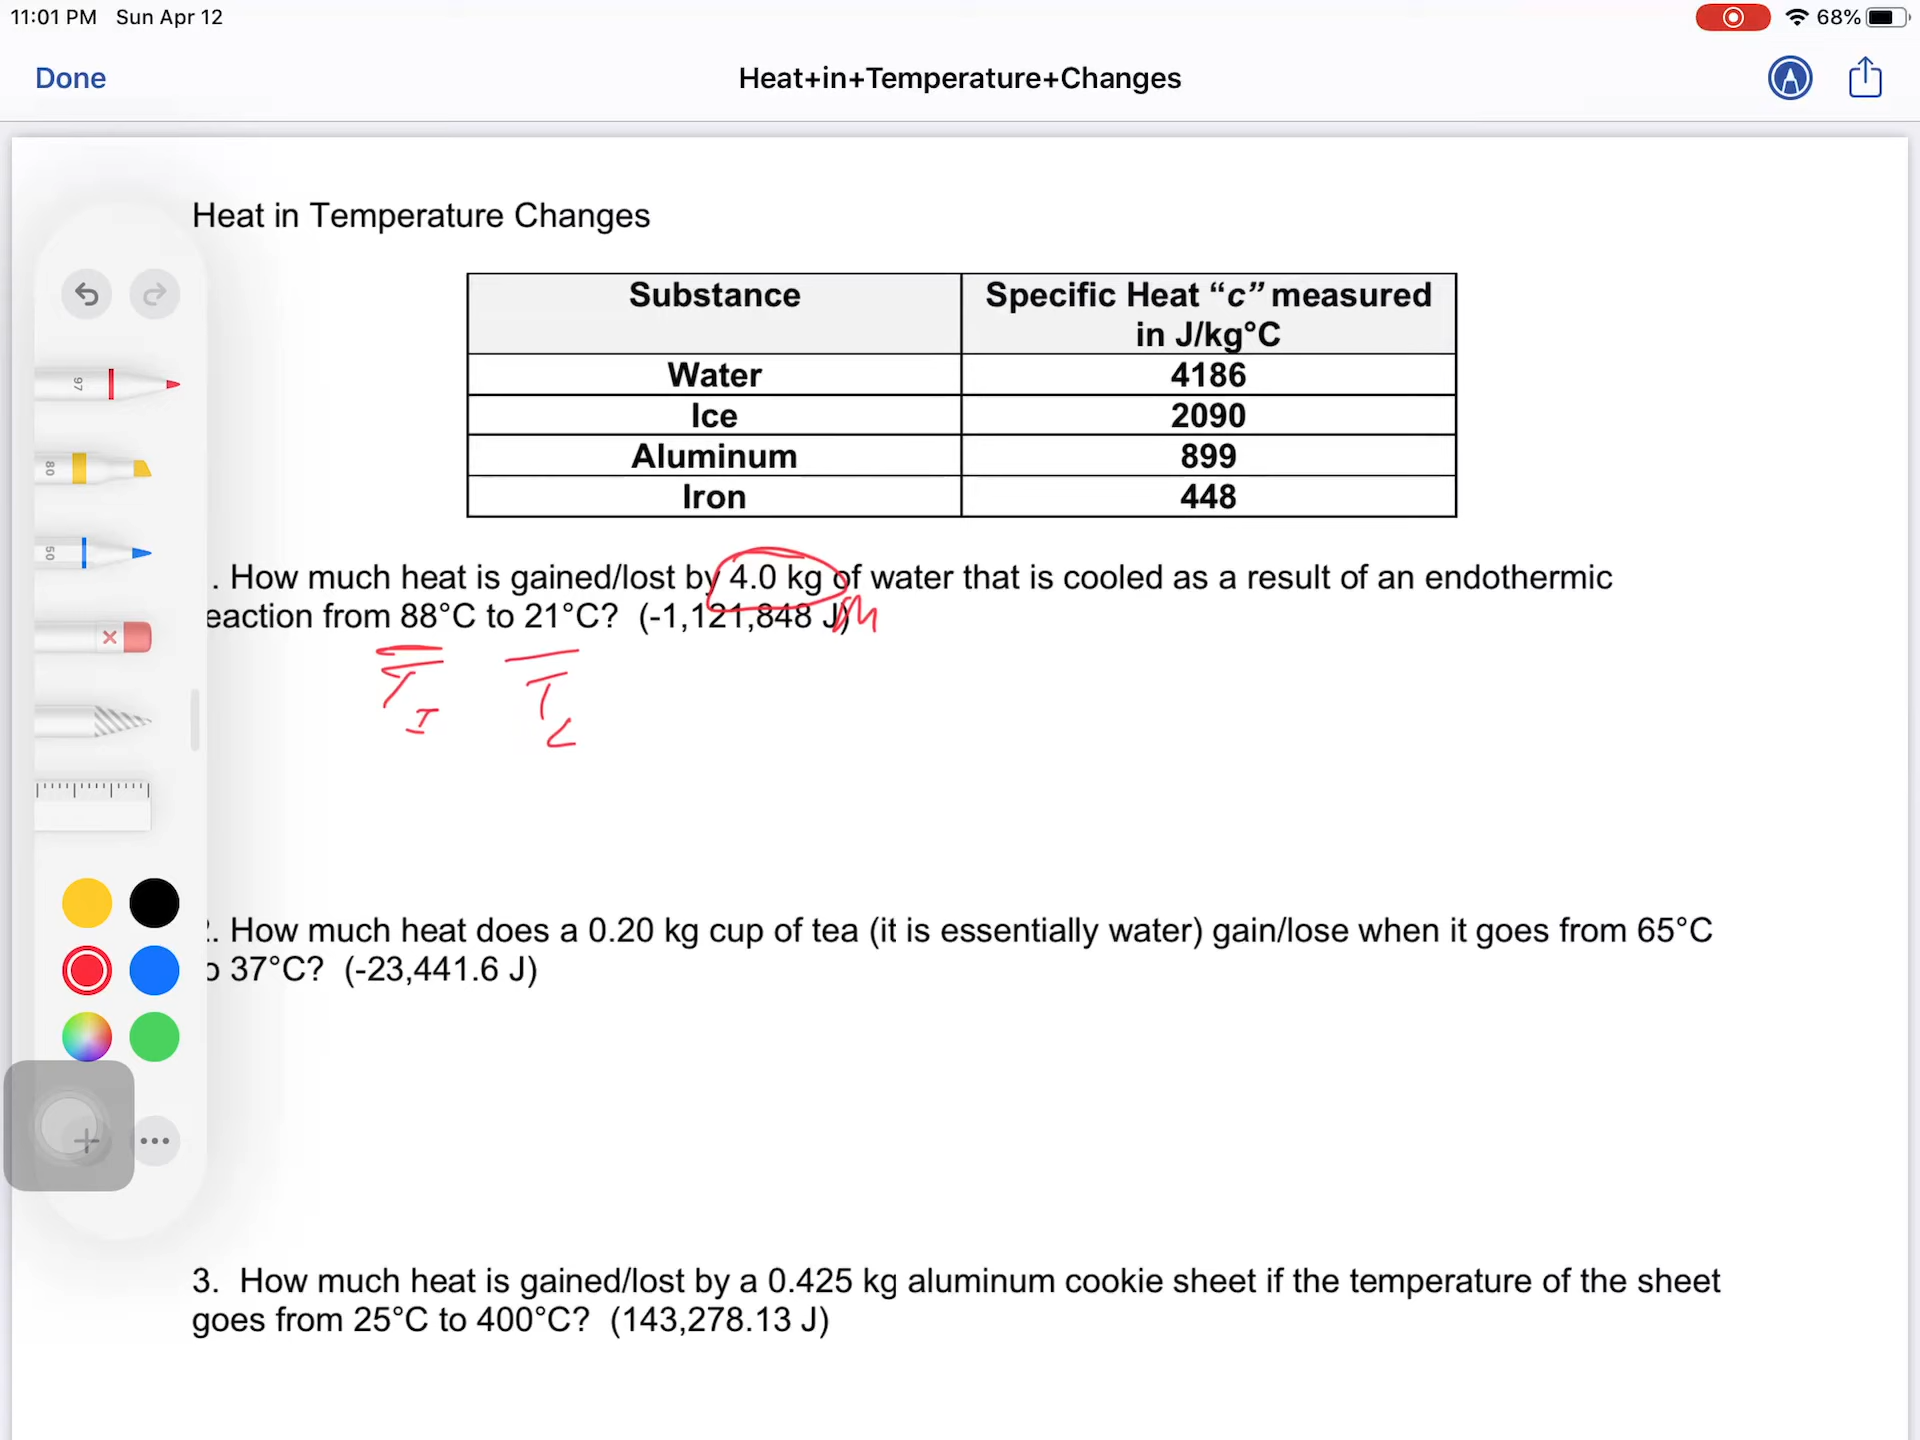 11:01 PM Sun Apr 12
68%
Done
Heat+in+Temperature+Changes
Heat in Temperature Changes
Substance
Specific Heat “c” measured
in J/kg°C
Water 4186
Ice 2090
Aluminum 899
Iron 448
. How much heat is gained/lost by 4.0 kg of water that is cooled as a result of an endothermic
eaction from 88°C to 21°C? (-1,121,848 J)
M
T
I
T
2. How much heat does a 0.20 kg cup of tea (it is essentially water) gain/lose when it goes from 65°C
o 37°C? (-23,441.6 J)
3. How much heat is gained/lost by a 0.425 kg aluminum cookie sheet if the temperature of the sheet
goes from 25°C to 400°C? (143,278.13 J)
97
80
50